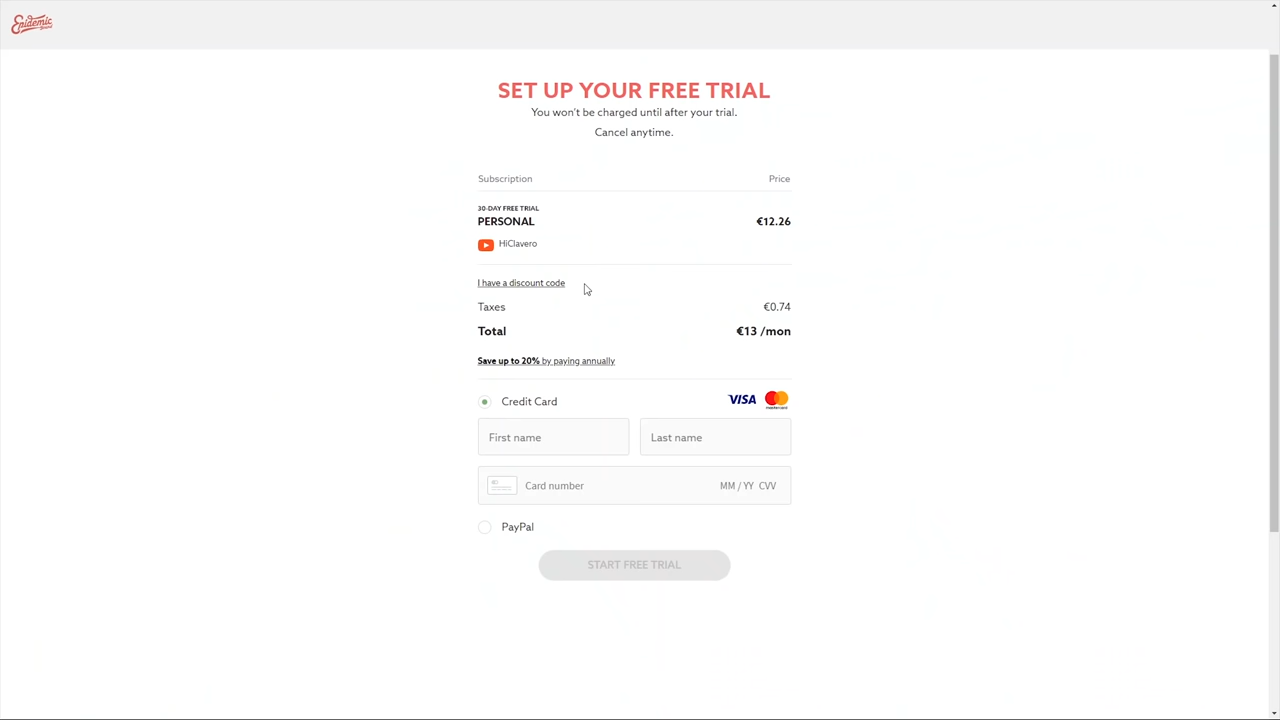 Epidemic
Sound
SET UP YOUR FREE TRIAL
You won't be charged until after your trial.
Cancel anytime.
Subscription Price
30-DAY FREE TRIAL
PERSONAL €12.26
HiClavero
I have a discount code
Taxes €0.74
Total €13 /mon
Save up to 20% by paying annually
Credit Card VISA mastercard
First name Last name
Card number MM / YY CVV
PayPal
START FREE TRIAL